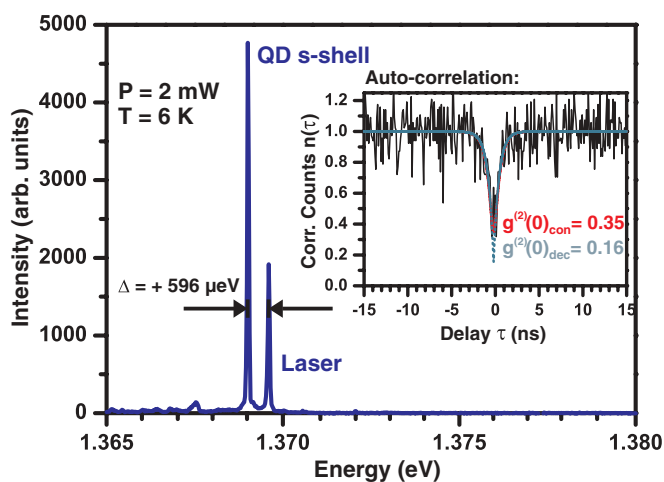 5000
4000
3000
2000
1000
0
Intensity (arb. units)
P = 2 mW
T = 6 K
QD s-shell
Δ = + 596 µeV
Laser
Auto-correlation:
1.2
1.0
0.8
0.6
0.4
0.2
0.0
Corr. Counts n(τ)
g(2)(0)con= 0.35
g(2)(0)dec= 0.16
-15 -10 -5 0 5 10 15
Delay τ (ns)
1.365 1.370 1.375 1.380
Energy (eV)